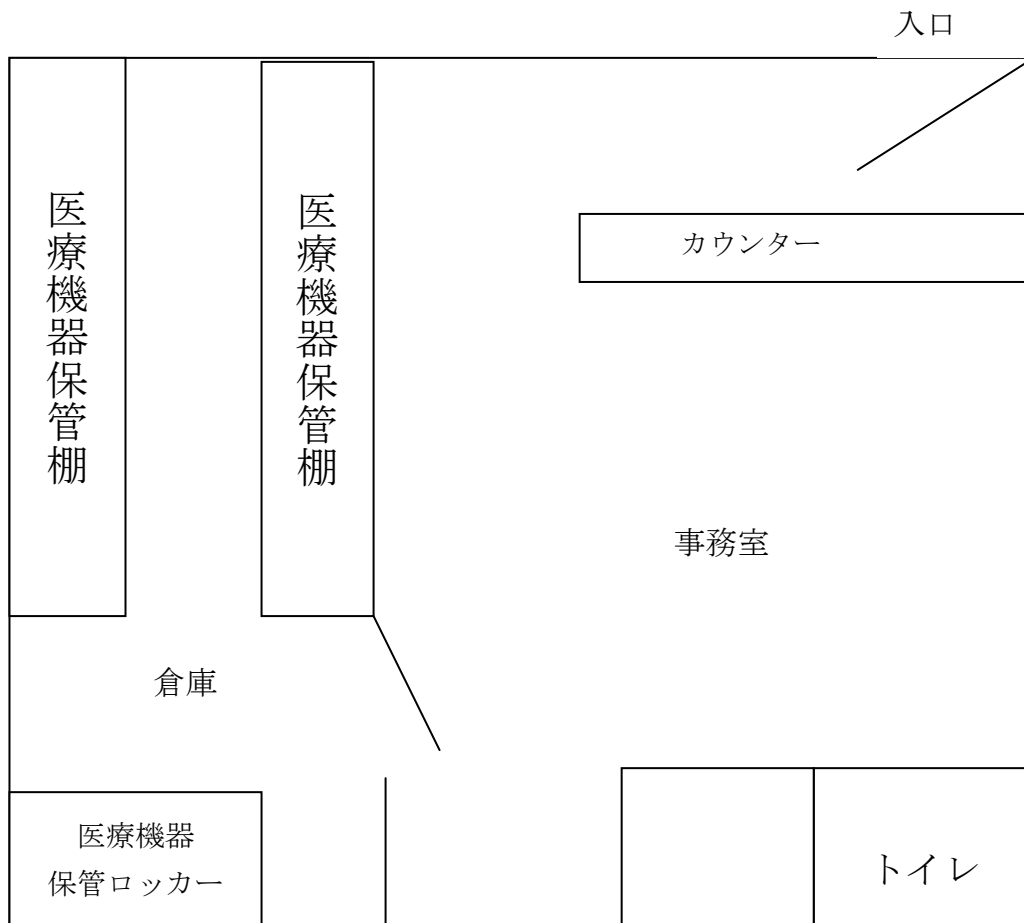 入口
医療機器保管棚
医療機器保管棚
カウンター
事務室
倉庫
医療機器
保管ロッカー
トイレ